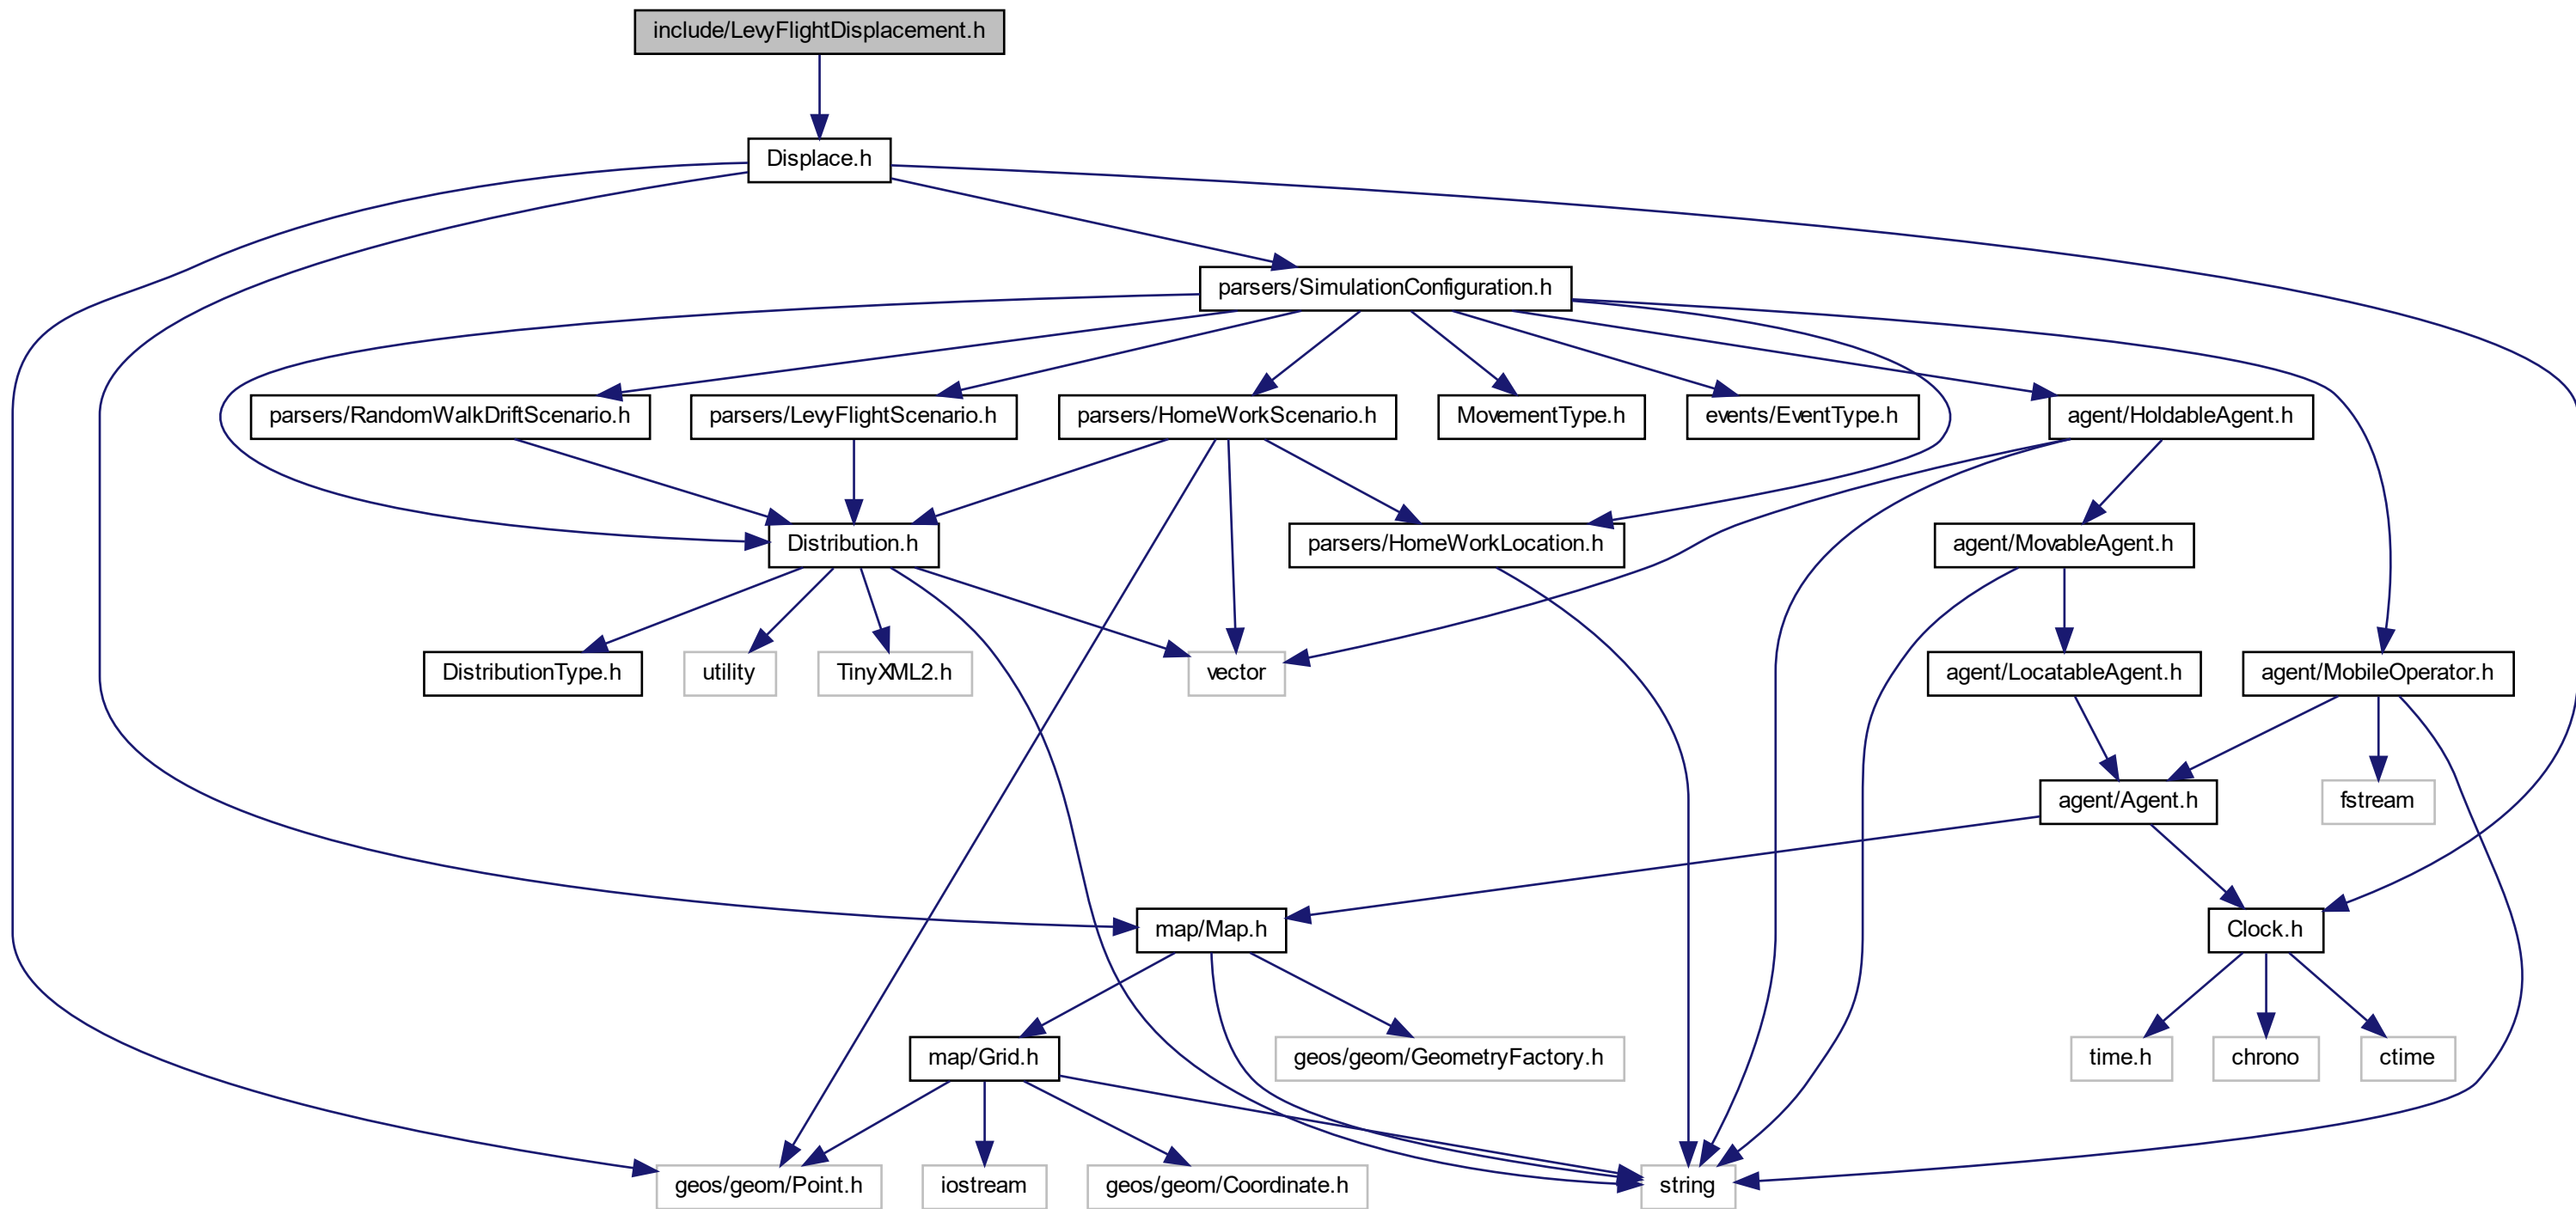 include/LevyFlightDisplacement.h
Displace.h
parsers/SimulationConfiguration.h
parsers/RandomWalkDriftScenario.h
parsers/LevyFlightScenario.h
parsers/HomeWorkScenario.h
MovementType.h
events/EventType.h
agent/HoldableAgent.h
Distribution.h
parsers/HomeWorkLocation.h
agent/MovableAgent.h
DistributionType.h
utility
TinyXML2.h
vector
agent/LocatableAgent.h
agent/MobileOperator.h
agent/Agent.h
fstream
map/Map.h
Clock.h
map/Grid.h
geos/geom/GeometryFactory.h
time.h
chrono
ctime
geos/geom/Point.h
iostream
geos/geom/Coordinate.h
string